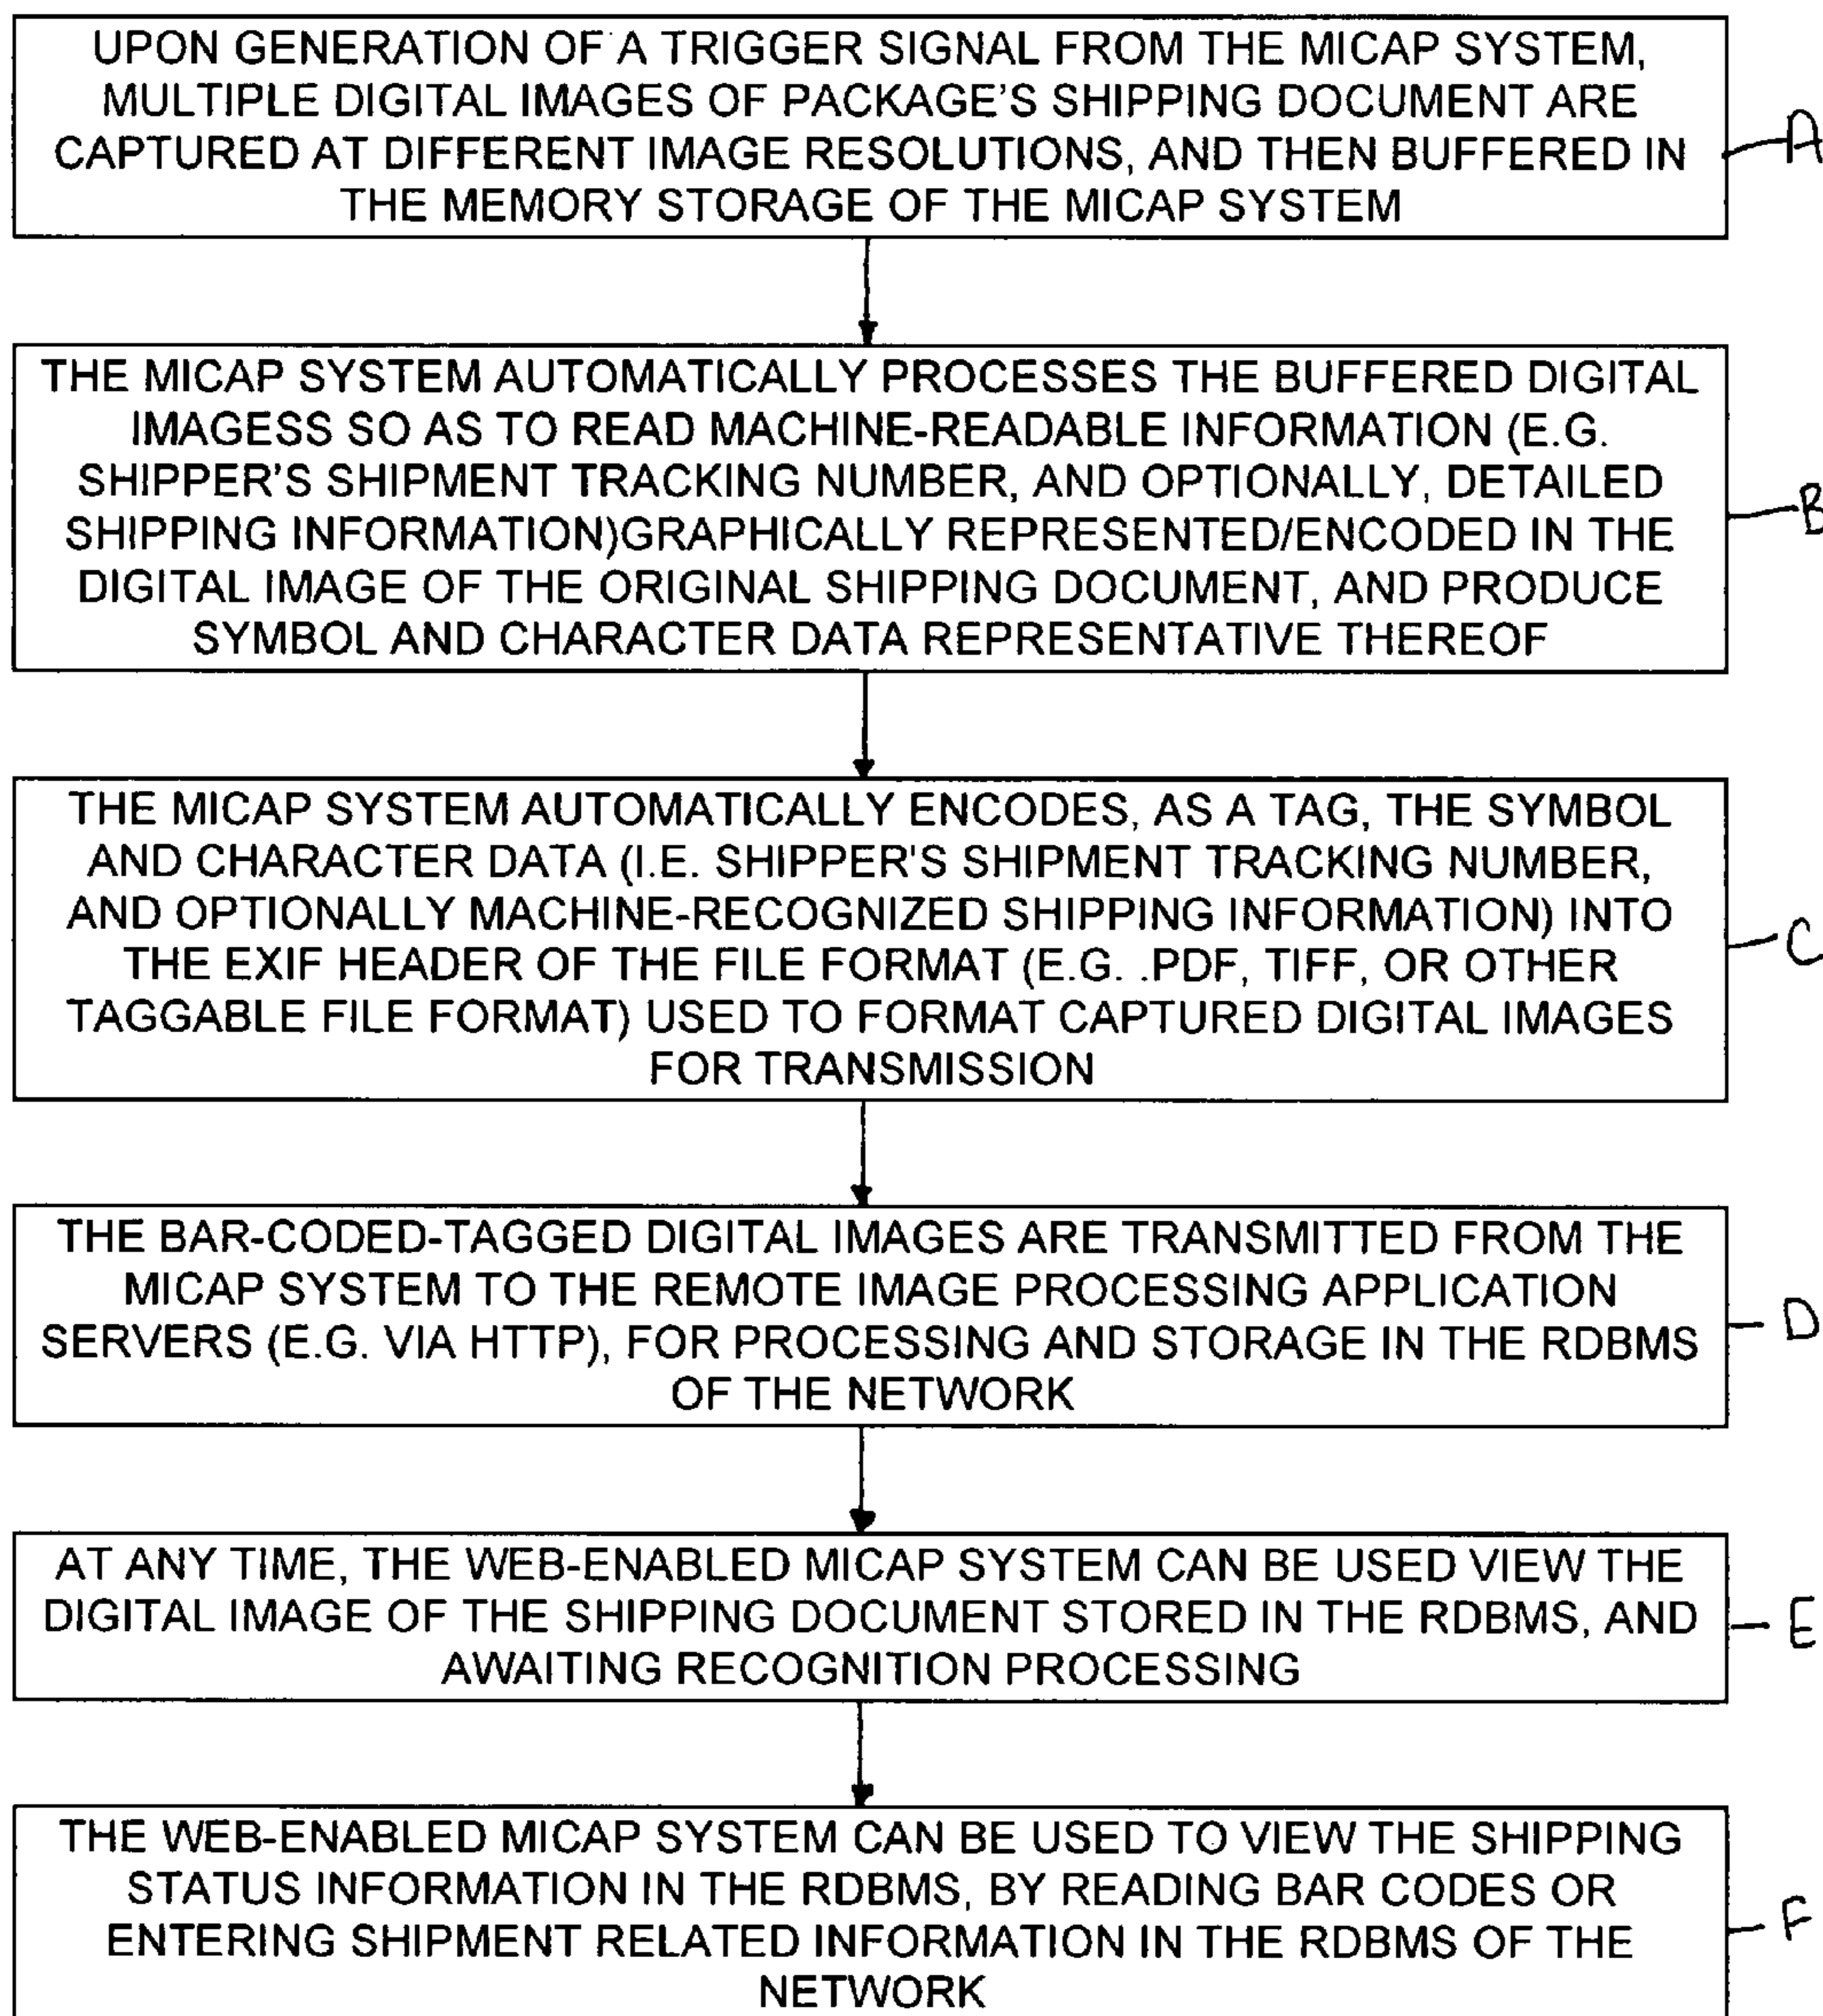 UPON GENERATION OF A TRIGGER SIGNAL FROM THE MICAP SYSTEM,
MULTIPLE DIGITAL IMAGES OF PACKAGE'S SHIPPING DOCUMENT ARE
CAPTURED AT DIFFERENT IMAGE RESOLUTIONS, AND THEN BUFFERED IN
THE MEMORY STORAGE OF THE MICAP SYSTEM
A
THE MICAP SYSTEM AUTOMATICALLY PROCESSES THE BUFFERED DIGITAL
IMAGESS SO AS TO READ MACHINE-READABLE INFORMATION (E.G.
SHIPPER'S SHIPMENT TRACKING NUMBER, AND OPTIONALLY, DETAILED
SHIPPING INFORMATION)GRAPHICALLY REPRESENTED/ENCODED IN THE
DIGITAL IMAGE OF THE ORIGINAL SHIPPING DOCUMENT, AND PRODUCE
SYMBOL AND CHARACTER DATA REPRESENTATIVE THEREOF
B
THE MICAP SYSTEM AUTOMATICALLY ENCODES, AS A TAG, THE SYMBOL
AND CHARACTER DATA (I.E. SHIPPER'S SHIPMENT TRACKING NUMBER,
AND OPTIONALLY MACHINE-RECOGNIZED SHIPPING INFORMATION) INTO
THE EXIF HEADER OF THE FILE FORMAT (E.G. .PDF, TIFF, OR OTHER
TAGGABLE FILE FORMAT) USED TO FORMAT CAPTURED DIGITAL IMAGES
FOR TRANSMISSION
C
THE BAR-CODED-TAGGED DIGITAL IMAGES ARE TRANSMITTED FROM THE
MICAP SYSTEM TO THE REMOTE IMAGE PROCESSING APPLICATION
SERVERS (E.G. VIA HTTP), FOR PROCESSING AND STORAGE IN THE RDBMS
OF THE NETWORK
D
AT ANY TIME, THE WEB-ENABLED MICAP SYSTEM CAN BE USED VIEW THE
DIGITAL IMAGE OF THE SHIPPING DOCUMENT STORED IN THE RDBMS, AND
AWAITING RECOGNITION PROCESSING
E
THE WEB-ENABLED MICAP SYSTEM CAN BE USED TO VIEW THE SHIPPING
STATUS INFORMATION IN THE RDBMS, BY READING BAR CODES OR
ENTERING SHIPMENT RELATED INFORMATION IN THE RDBMS OF THE
NETWORK
F